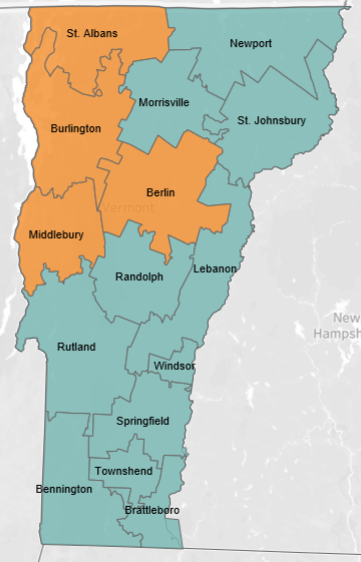 St. Albans
Newport
Morrisville
St. Johnsbury
Burlington
Berlin
Vermont
Middlebury
Lebanon
Randolph
New
Hampsh
Rutland
Windsor
Springfield
Townshend
Bennington
Brattleboro